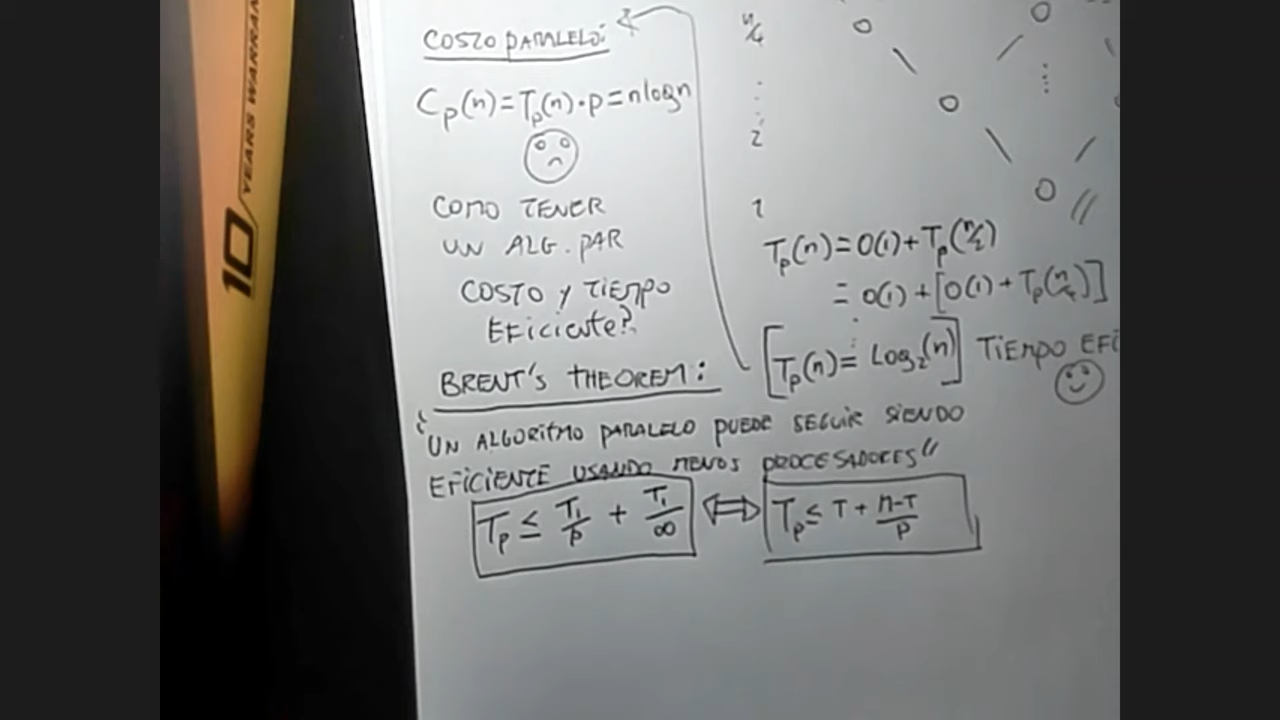 10 YEARS WARRAN
COSTO PARALELO:
Cp(n)=Tp(n)·p=nlogn
COMO TENER
UN ALG. PAR
COSTO Y TIEMPO
EFICIENTE?
BRENT'S THEOREM:
"UN ALGORITMO PARALELO PUEDE SEGUIR SIENDO
EFICIENTE USANDO MENOS PROCESADORES"
Tp ≤ T1/p + T1/∞ ⟺ Tp ≤ T + n-T/p
n/4
2
1
Tp(n)=O(1)+Tp(n/2)
= O(1)+[O(1)+Tp(n/4)]
[Tp(n)= Log2(n)] TIEMPO EFI